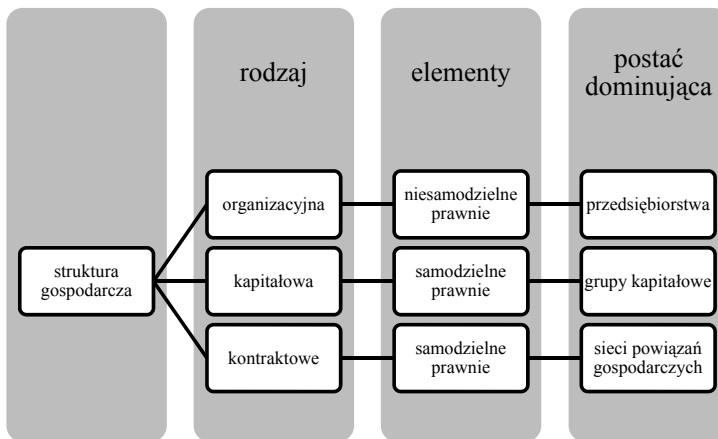 rodzaj
elementy
postać
dominująca
organizacyjna
niesamodzielne
prawnie
przedsiębiorstwa
struktura
gospodarcza
kapitałowa
samodzielne
prawnie
grupy kapitałowe
kontraktowe
samodzielne
prawnie
sieci powiązań
gospodarczych